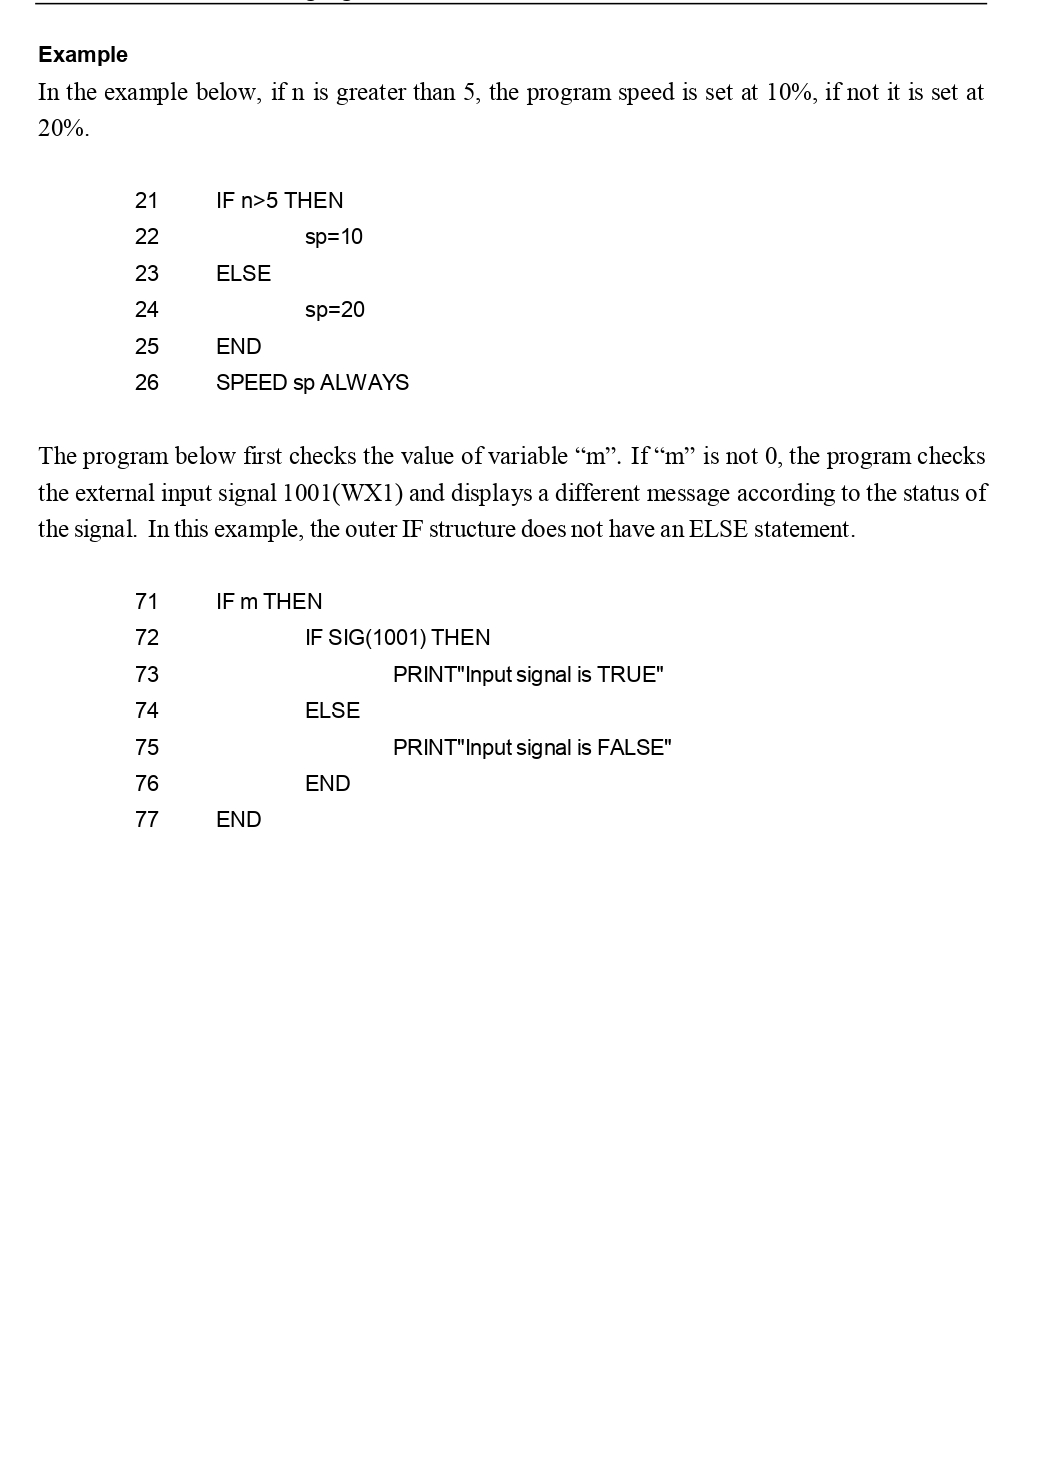 Example
In the example below, if n is greater than 5, the program speed is set at 10%, if not it is set at
20%.
21 IF n>5 THEN
22 sp=10
23 ELSE
24 sp=20
25 END
26 SPEED sp ALWAYS
The program below first checks the value of variable “m”. If “m” is not 0, the program checks
the external input signal 1001(WX1) and displays a different message according to the status of
the signal. In this example, the outer IF structure does not have an ELSE statement.
71 IF m THEN
72 IF SIG(1001) THEN
73 PRINT"Input signal is TRUE"
74 ELSE
75 PRINT"Input signal is FALSE"
76 END
77 END